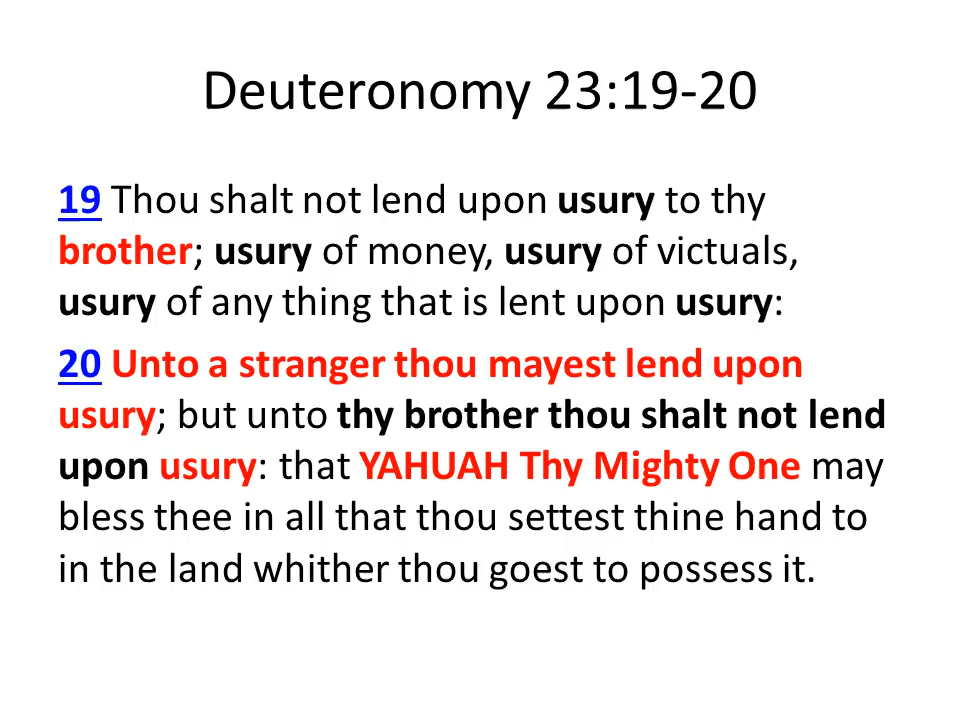 Deuteronomy 23:19-20
19 Thou shalt not lend upon usury to thy
brother; usury of money, usury of victuals,
usury of any thing that is lent upon usury:
20 Unto a stranger thou mayest lend upon
usury; but unto thy brother thou shalt not lend
upon usury: that YAHUAH Thy Mighty One may
bless thee in all that thou settest thine hand to
in the land whither thou goest to possess it.